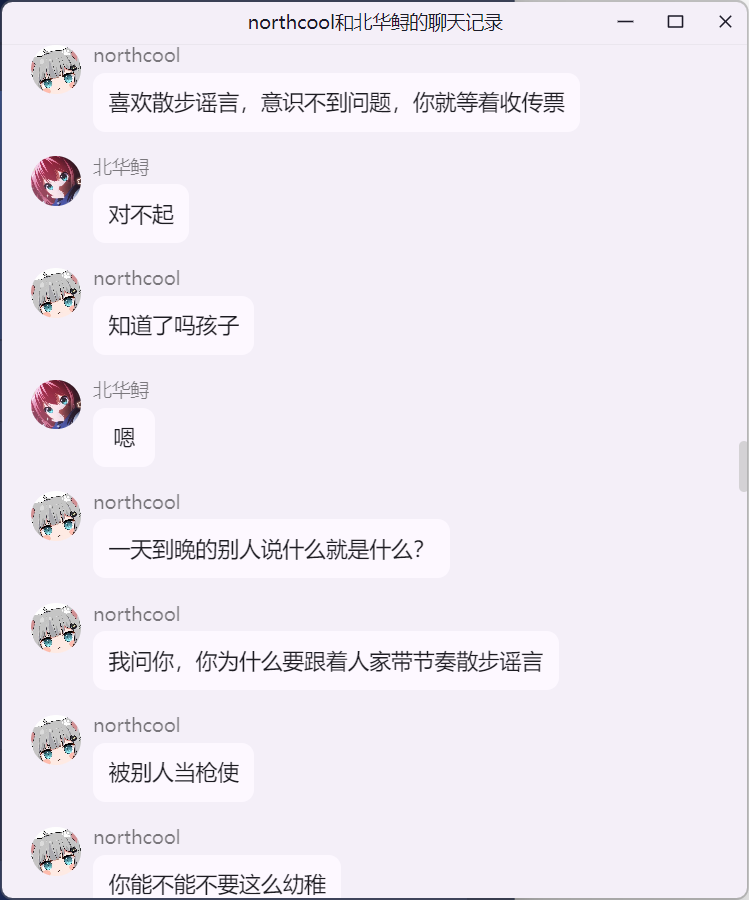 northcool和北华鲟的聊天记录
northcool
喜欢散步谣言，意识不到问题，你就等着收传票
北华鲟
对不起
northcool
知道了吗孩子
北华鲟
嗯
northcool
一天到晚的别人说什么就是什么？
northcool
我问你，你为什么要跟着人家带节奏散步谣言
northcool
被别人当枪使
northcool
你能不能不要这么幼稚